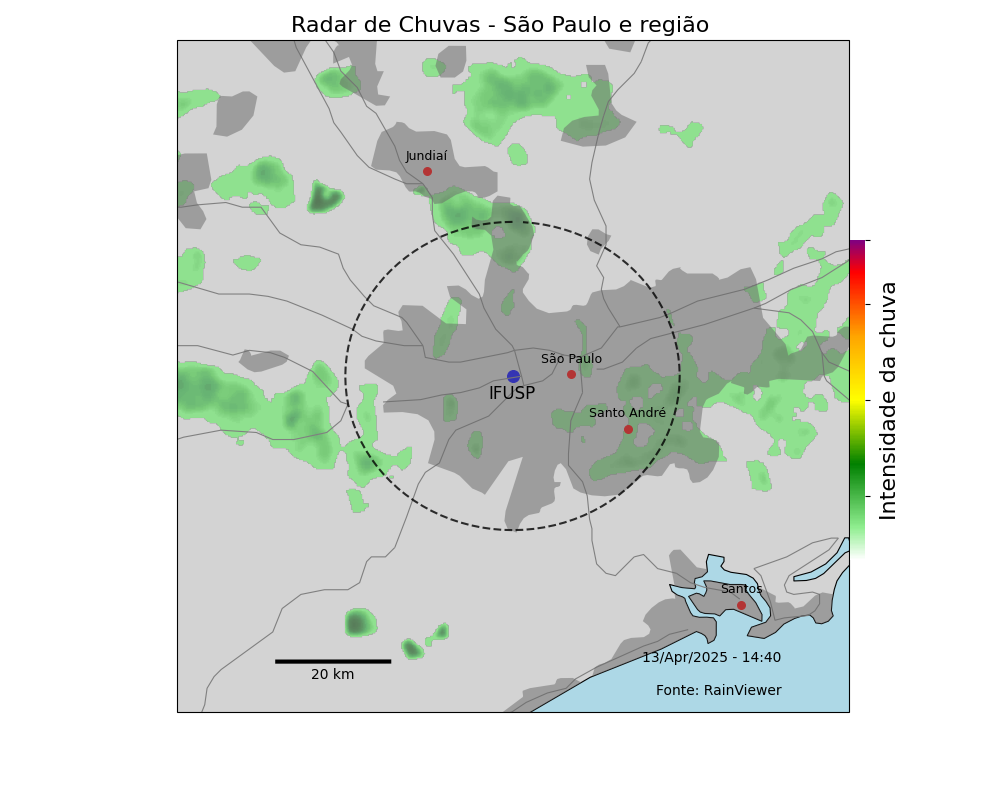 Radar de Chuvas - São Paulo e região
Jundiaí
São Paulo
IFUSP
Santo André
Intensidade da chuva
Santos
13/Apr/2025 - 14:40
20 km
Fonte: RainViewer